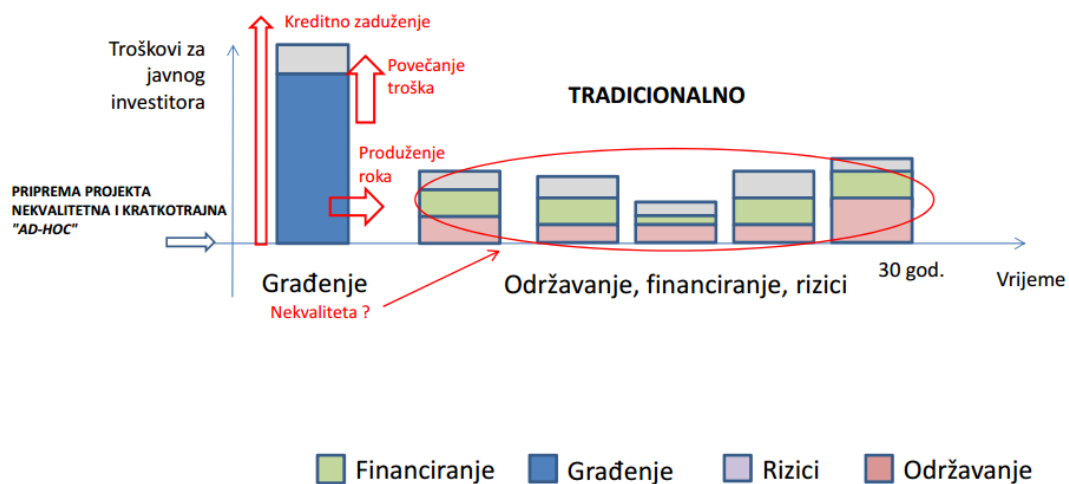 Kreditno zaduženje
Troškovi za
javnog
investitora
Povečanje
troška
TRADICIONALNO
Produženje
roka
PRIPREMA PROJEKTA
NEKVALITETNA I KRATKOTRAJNA
"AD-HOC"
Građenje
Održavanje, financiranje, rizici
30 god.
Vrijeme
Nekvaliteta ?
Financiranje
Građenje
Rizici
Održavanje